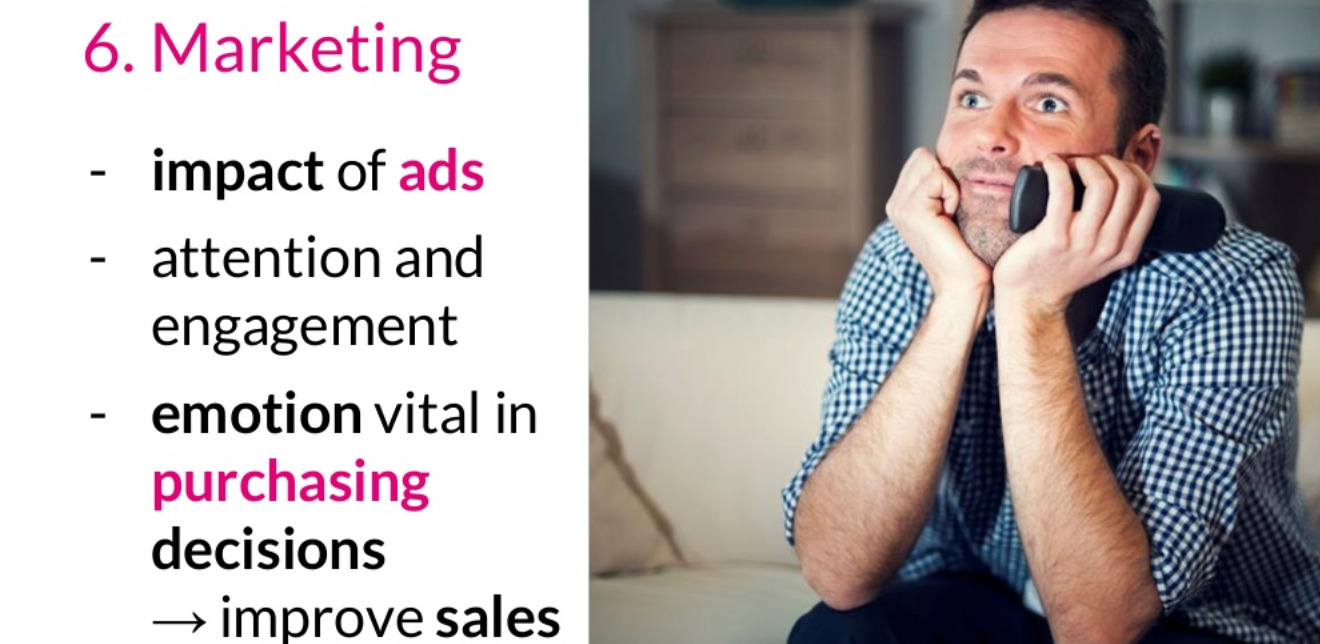 6. Marketing
- impact of ads
- attention and
engagement
- emotion vital in
purchasing
decisions
→ improve sales